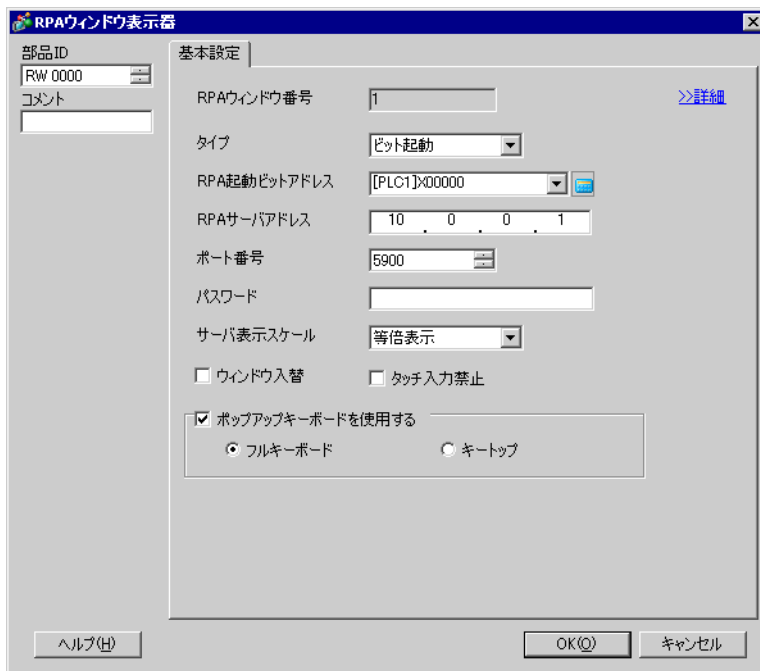 RPAウィンドウ表示器
部品ID
RW 0000
コメント
基本設定
RPAウィンドウ番号 1 >>詳細
タイプ ビット起動
RPA起動ビットアドレス [PLC1]X00000
RPAサーバアドレス 10 . 0 . 0 . 1
ポート番号 5900
パスワード
サーバ表示スケール 等倍表示
ウィンドウ入替 タッチ入力禁止
ポップアップキーボードを使用する
フルキーボード キートップ
ヘルプ(H) OK(O) キャンセル